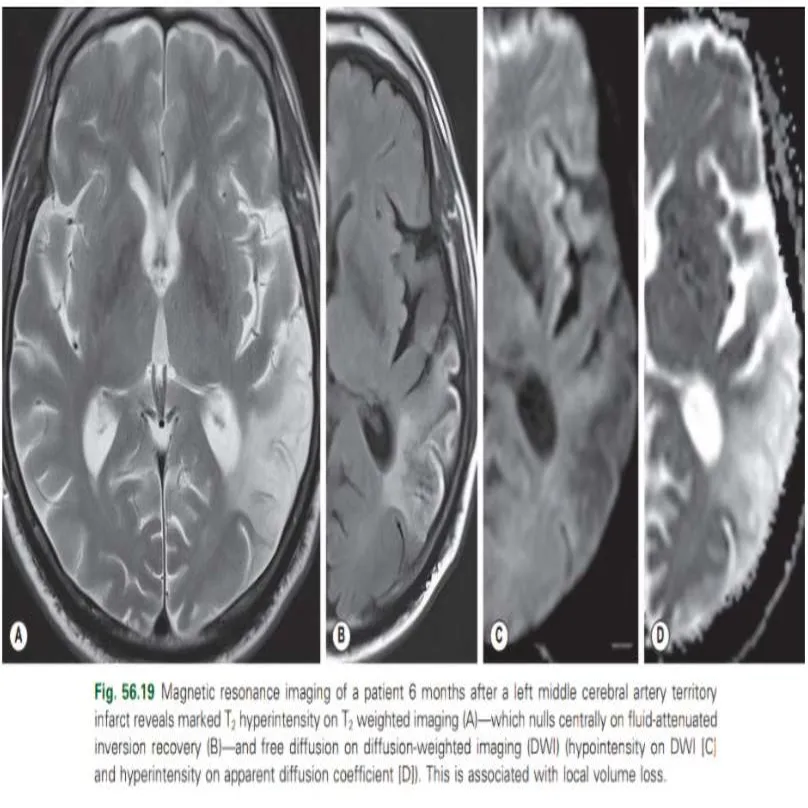 A
B
C
D
Fig. 56.19 Magnetic resonance imaging of a patient 6 months after a left middle cerebral artery territory
infarct reveals marked T₂ hyperintensity on T₂ weighted imaging (A)—which nulls centrally on fluid-attenuated
inversion recovery (B)—and free diffusion on diffusion-weighted imaging (DWI) (hypointensity on DWI [C]
and hyperintensity on apparent diffusion coefficient [D]). This is associated with local volume loss.